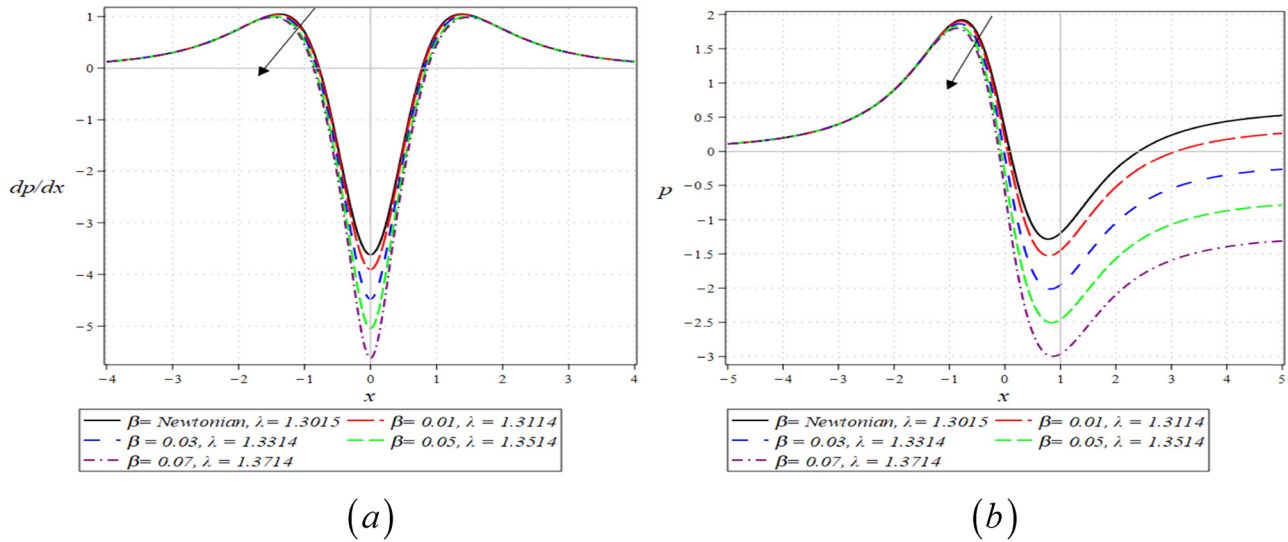 1
0
−1
−2
−3
−4
−5
dp/dx
−4 −3 −2 −1 0 1 2 3 4
x
β= Newtonian, λ= 1.3015 β= 0.01, λ = 1.3114
β = 0.03, λ = 1.3314 β= 0.05, λ = 1.3514
β= 0.07, λ = 1.3714
(a)
2
1.5
1
0.5
0
−0.5
−1
−1.5
−2
−2.5
−3
p
−5 −4 −3 −2 −1 0 1 2 3 4 5
x
β= Newtonian, λ= 1.3015 β= 0.01, λ = 1.3114
β = 0.03, λ = 1.3314 β= 0.05, λ = 1.3514
β= 0.07, λ = 1.3714
(b)